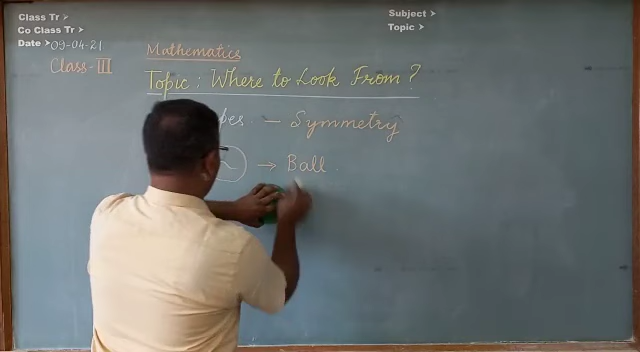 Class Tr >
Co Class Tr >
Date > 09-04-21
Subject >
Topic >
Mathematics
Class-III
Topic : Where to Look From ?
— Symmetry
→ Ball